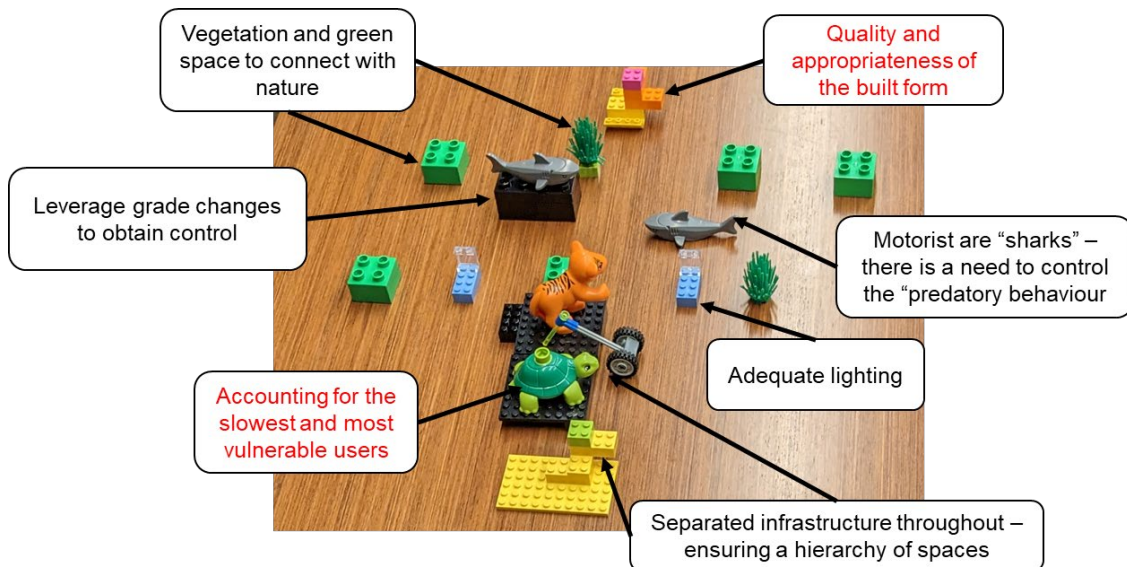 Vegetation and green
space to connect with
nature
Quality and
appropriateness of
the built form
Leverage grade changes
to obtain control
Motorist are “sharks” –
there is a need to control
the “predatory behaviour
Adequate lighting
Accounting for the
slowest and most
vulnerable users
Separated infrastructure throughout –
ensuring a hierarchy of spaces